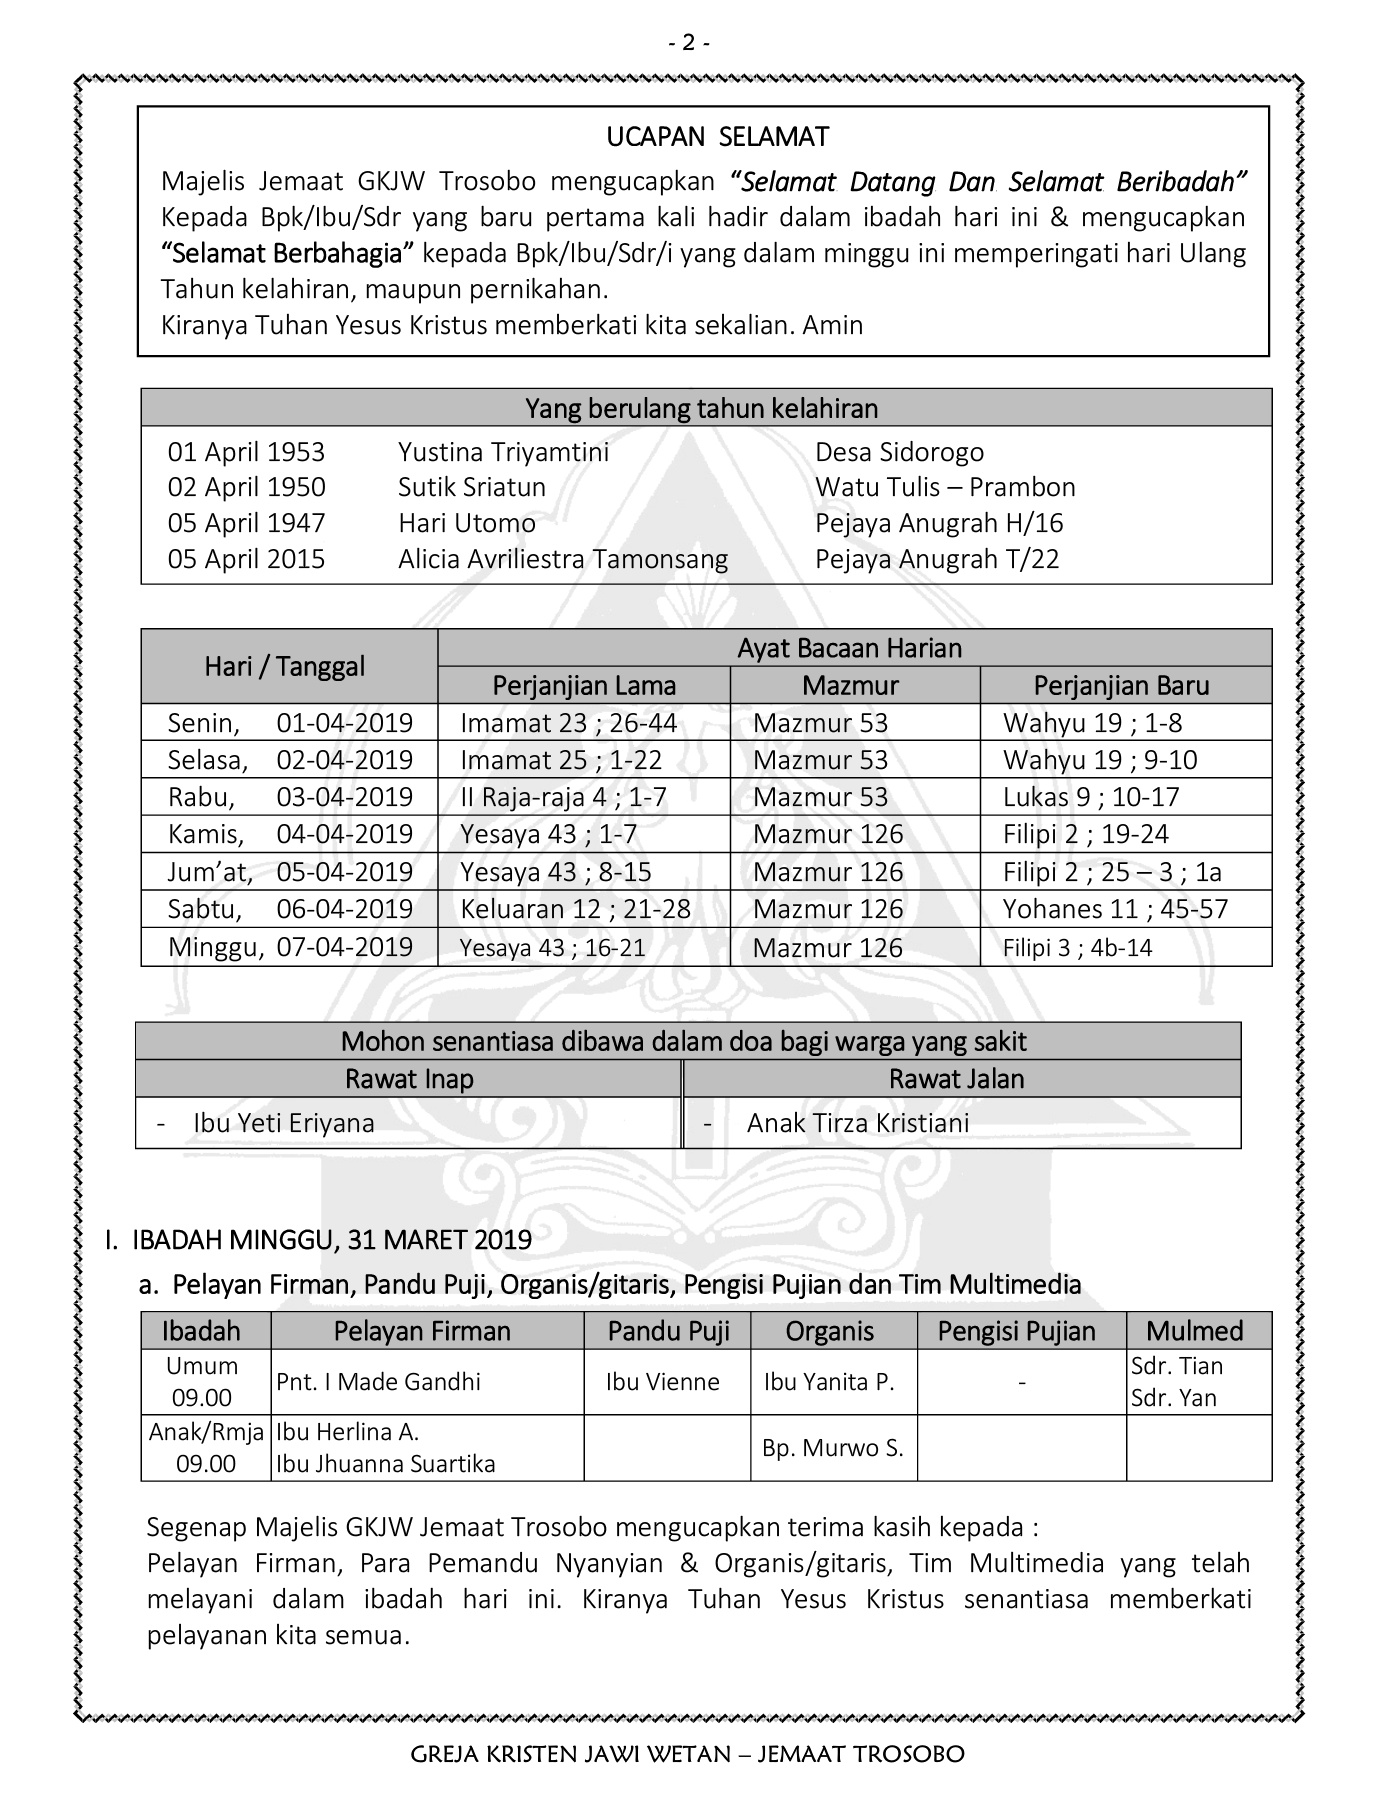 - 2 -
UCAPAN SELAMAT
Majelis Jemaat GKJW Trosobo mengucapkan “Selamat Datang Dan Selamat Beribadah”
Kepada Bpk/Ibu/Sdr yang baru pertama kali hadir dalam ibadah hari ini & mengucapkan
“Selamat Berbahagia” kepada Bpk/Ibu/Sdr/i yang dalam minggu ini memperingati hari Ulang
Tahun kelahiran, maupun pernikahan.
Kiranya Tuhan Yesus Kristus memberkati kita sekalian. Amin
Yang berulang tahun kelahiran
01 April 1953 Yustina Triyamtini Desa Sidorogo
02 April 1950 Sutik Sriatun Watu Tulis – Prambon
05 April 1947 Hari Utomo Pejaya Anugrah H/16
05 April 2015 Alicia Avriliestra Tamonsang Pejaya Anugrah T/22
Hari / Tanggal Ayat Bacaan Harian
Perjanjian Lama Mazmur Perjanjian Baru
Senin, 01-04-2019 Imamat 23 ; 26-44 Mazmur 53 Wahyu 19 ; 1-8
Selasa, 02-04-2019 Imamat 25 ; 1-22 Mazmur 53 Wahyu 19 ; 9-10
Rabu, 03-04-2019 II Raja-raja 4 ; 1-7 Mazmur 53 Lukas 9 ; 10-17
Kamis, 04-04-2019 Yesaya 43 ; 1-7 Mazmur 126 Filipi 2 ; 19-24
Jum’at, 05-04-2019 Yesaya 43 ; 8-15 Mazmur 126 Filipi 2 ; 25 – 3 ; 1a
Sabtu, 06-04-2019 Keluaran 12 ; 21-28 Mazmur 126 Yohanes 11 ; 45-57
Minggu, 07-04-2019 Yesaya 43 ; 16-21 Mazmur 126 Filipi 3 ; 4b-14
Mohon senantiasa dibawa dalam doa bagi warga yang sakit
Rawat Inap Rawat Jalan
- Ibu Yeti Eriyana - Anak Tirza Kristiani
I. IBADAH MINGGU, 31 MARET 2019
a. Pelayan Firman, Pandu Puji, Organis/gitaris, Pengisi Pujian dan Tim Multimedia
Ibadah Pelayan Firman Pandu Puji Organis Pengisi Pujian Mulmed
Umum 09.00 Pnt. I Made Gandhi Ibu Vienne Ibu Yanita P. - Sdr. Tian
Sdr. Yan
Anak/Rmja Ibu Herlina A.
09.00 Ibu Jhuanna Suartika Bp. Murwo S.
Segenap Majelis GKJW Jemaat Trosobo mengucapkan terima kasih kepada :
Pelayan Firman, Para Pemandu Nyanyian & Organis/gitaris, Tim Multimedia yang telah
melayani dalam ibadah hari ini. Kiranya Tuhan Yesus Kristus senantiasa memberkati
pelayanan kita semua.
GREJA KRISTEN JAWI WETAN – JEMAAT TROSOBO